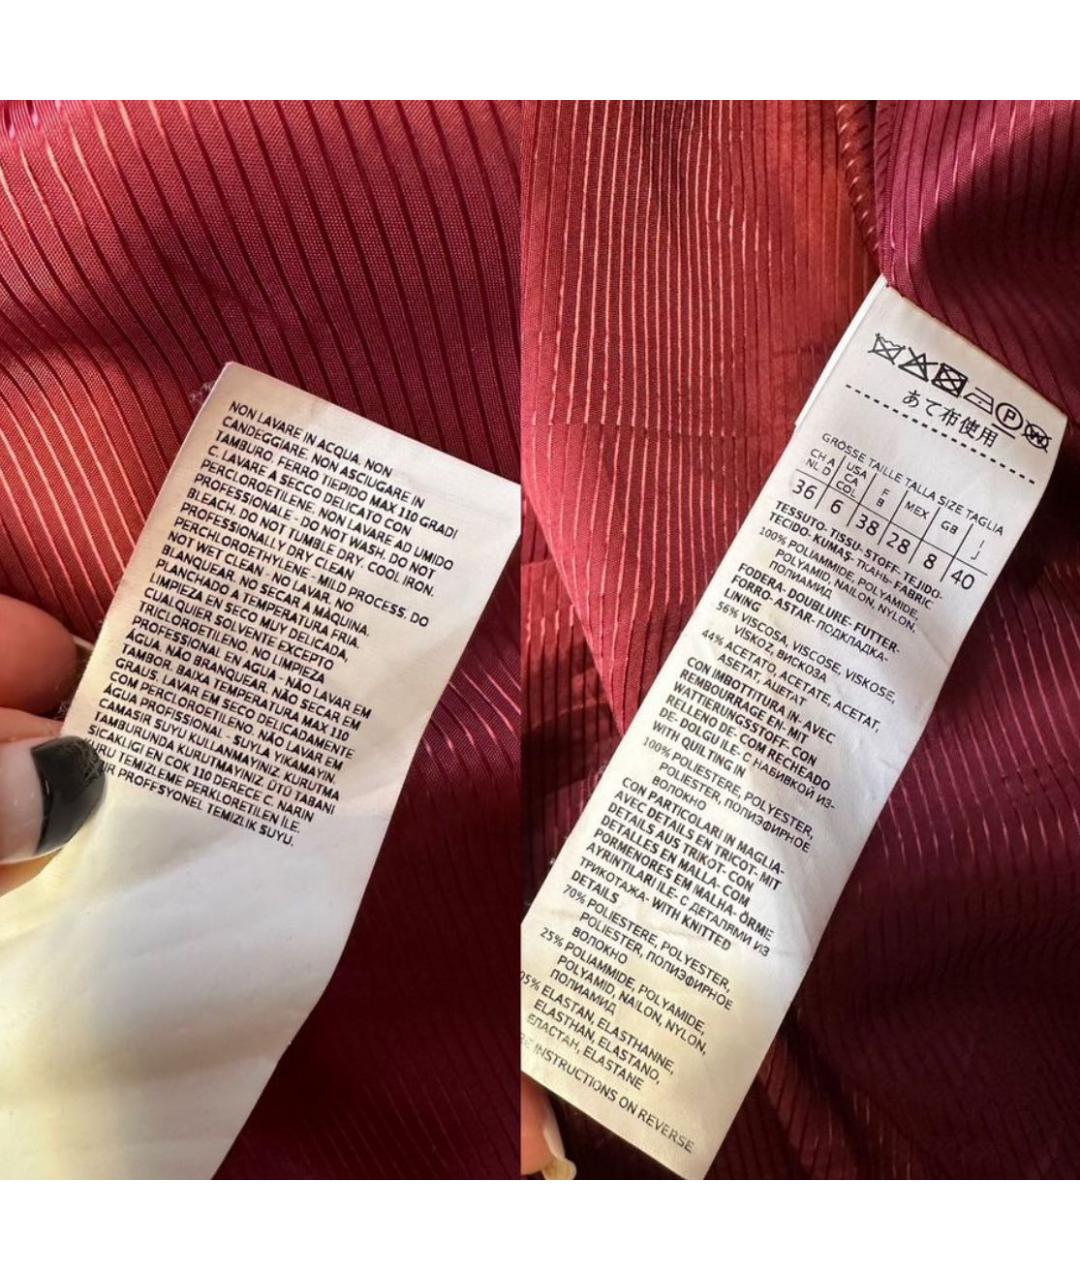 NON LAVARE IN ACQUA. NON
CANDEGGIARE. NON ASCIUGARE IN
TAMBURO. FERRO TIEPIDO MAX 110 GRADI
C. LAVARE A SECCO DELICATO CON
PERCLOROETILENE. NON LAVARE AD UMIDO
PROFESSIONALE - DO NOT WASH. DO NOT
BLEACH. DO NOT TUMBLE DRY. COOL IRON.
PROFESSIONALLY DRY CLEAN
PERCHLOROETHYLENE - MILD PROCESS. DO
NOT WET CLEAN - NO LAVAR. NO
BLANQUEAR. NO SECAR A MÁQUINA.
PLANCHADO A TEMPERATURA FRIA.
LIMPIEZA EN SECO MUY DELICADA,
CUALQUIER SOLVENTE EXCEPTO
TRICLOROETILENO. NO LIMPIEZA
PROFESSIONAL EN AGUA - NÃO LAVAR EM
ÁGUA. NÃO BRANQUEAR. NÃO SECAR EM
TAMBOR. BAIXA TEMPERATURA MAX 110
GRAUS. LAVAR EM SECO DELICADAMENTE
COM PERCLOROETILENO. NÃO LAVAR EM
ÁGUA PROFISSIONAL - SUYLA YIKAMAYIN.
CAMASIR SUYU KULLANMAYINIZ. KURUTMA
TAMBURUNDA KURUTMAYINIZ. ÜTÜ TABANI
SICAKLIGI EN COK 110 DERECE C. NARIN
KURU TEMIZLEME PERKLORETILEN ILE.
PROFESYONEL TEMIZLIK SUYU.
P W
あて布使用
GROSSE TAILLE TALLA SIZE TAGLIA
CH A NL D USA CA COL F B MEX GB I J
36 6 38 28 8 40
TESSUTO- TISSU- STOFF- TEJIDO-
TECIDO- KUMAŞ- ТКАНЬ- FABRIC
100% POLIAMMIDE, POLYAMIDE,
POLYAMID, NAILON, NYLON,
ПОЛИАМИД
FODERA- DOUBLURE- FUTTER-
FORRO- ASTAR- ПОДКЛАДКА-
LINING
56% VISCOSA, VISCOSE, VISKOSE,
VISKOZ, ВИСКОЗА
44% ACETATO, ACETATE, ACETAT,
ASETAT, АЦЕТАТ
CON IMBOTTITURA IN- AVEC
REMBOURRAGE EN- MIT
WATTIERUNGSSTOFF- CON
RELLENO DE- COM RECHEADO
DE- DOLGU ILE- С НАБИВКОЙ ИЗ-
WITH QUILTING IN
100% POLIESTERE, POLYESTER,
POLIESTER, ПОЛИЭФИРНОЕ
ВОЛОКНО
CON PARTICOLARI IN MAGLIA-
AVEC DETAILS EN TRICOT- MIT
DETAILS AUS TRIKOT- CON
DETALLES EN MALLA- COM
PORMENORES EM MALHA- ÖRME
AYRINTILARI ILE- С ДЕТАЛЯМИ ИЗ
ТРИКОТАЖА- WITH KNITTED
DETAILS
70% POLIESTERE, POLYESTER,
POLIESTER, ПОЛИЭФИРНОЕ
ВОЛОКНО
25% POLIAMMIDE, POLYAMIDE,
POLYAMID, NAILON, NYLON,
ПОЛИАМИД
05% ELASTAN, ELASTHANNE,
ELASTHAN, ELASTANO,
ЕЛАСТАН, ELASTANE
INSTRUCTIONS ON REVERSE